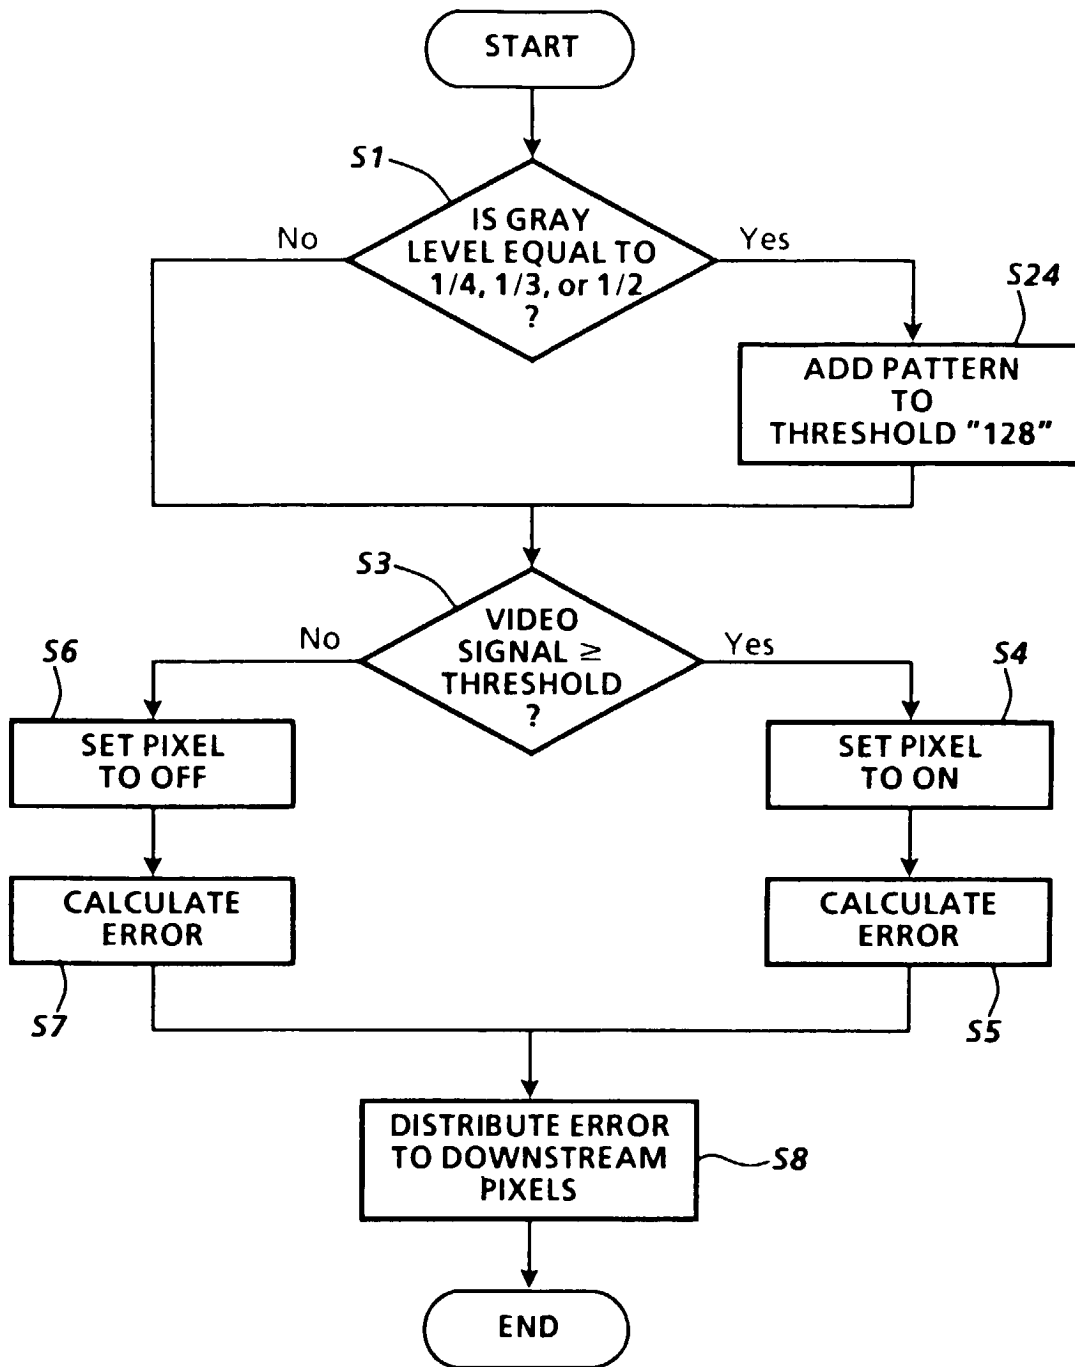 START
S1
IS GRAY
LEVEL EQUAL TO
1/4, 1/3, or 1/2
?
No
Yes
S24
ADD PATTERN
TO
THRESHOLD "128"
S3
VIDEO
SIGNAL ≥
THRESHOLD
?
No
Yes
S6
SET PIXEL
TO OFF
S4
SET PIXEL
TO ON
CALCULATE
ERROR
S7
CALCULATE
ERROR
S5
DISTRIBUTE ERROR
TO DOWNSTREAM
PIXELS
S8
END